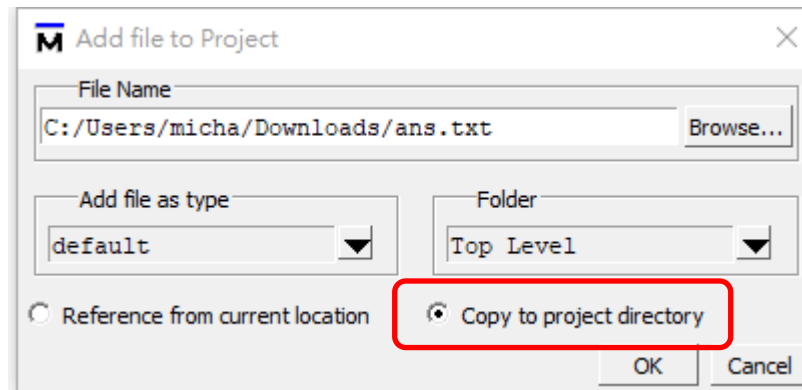 M Add file to Project
File Name
C:/Users/micha/Downloads/ans.txt Browse...
Add file as type Folder
default Top Level
Reference from current location Copy to project directory
OK Cancel